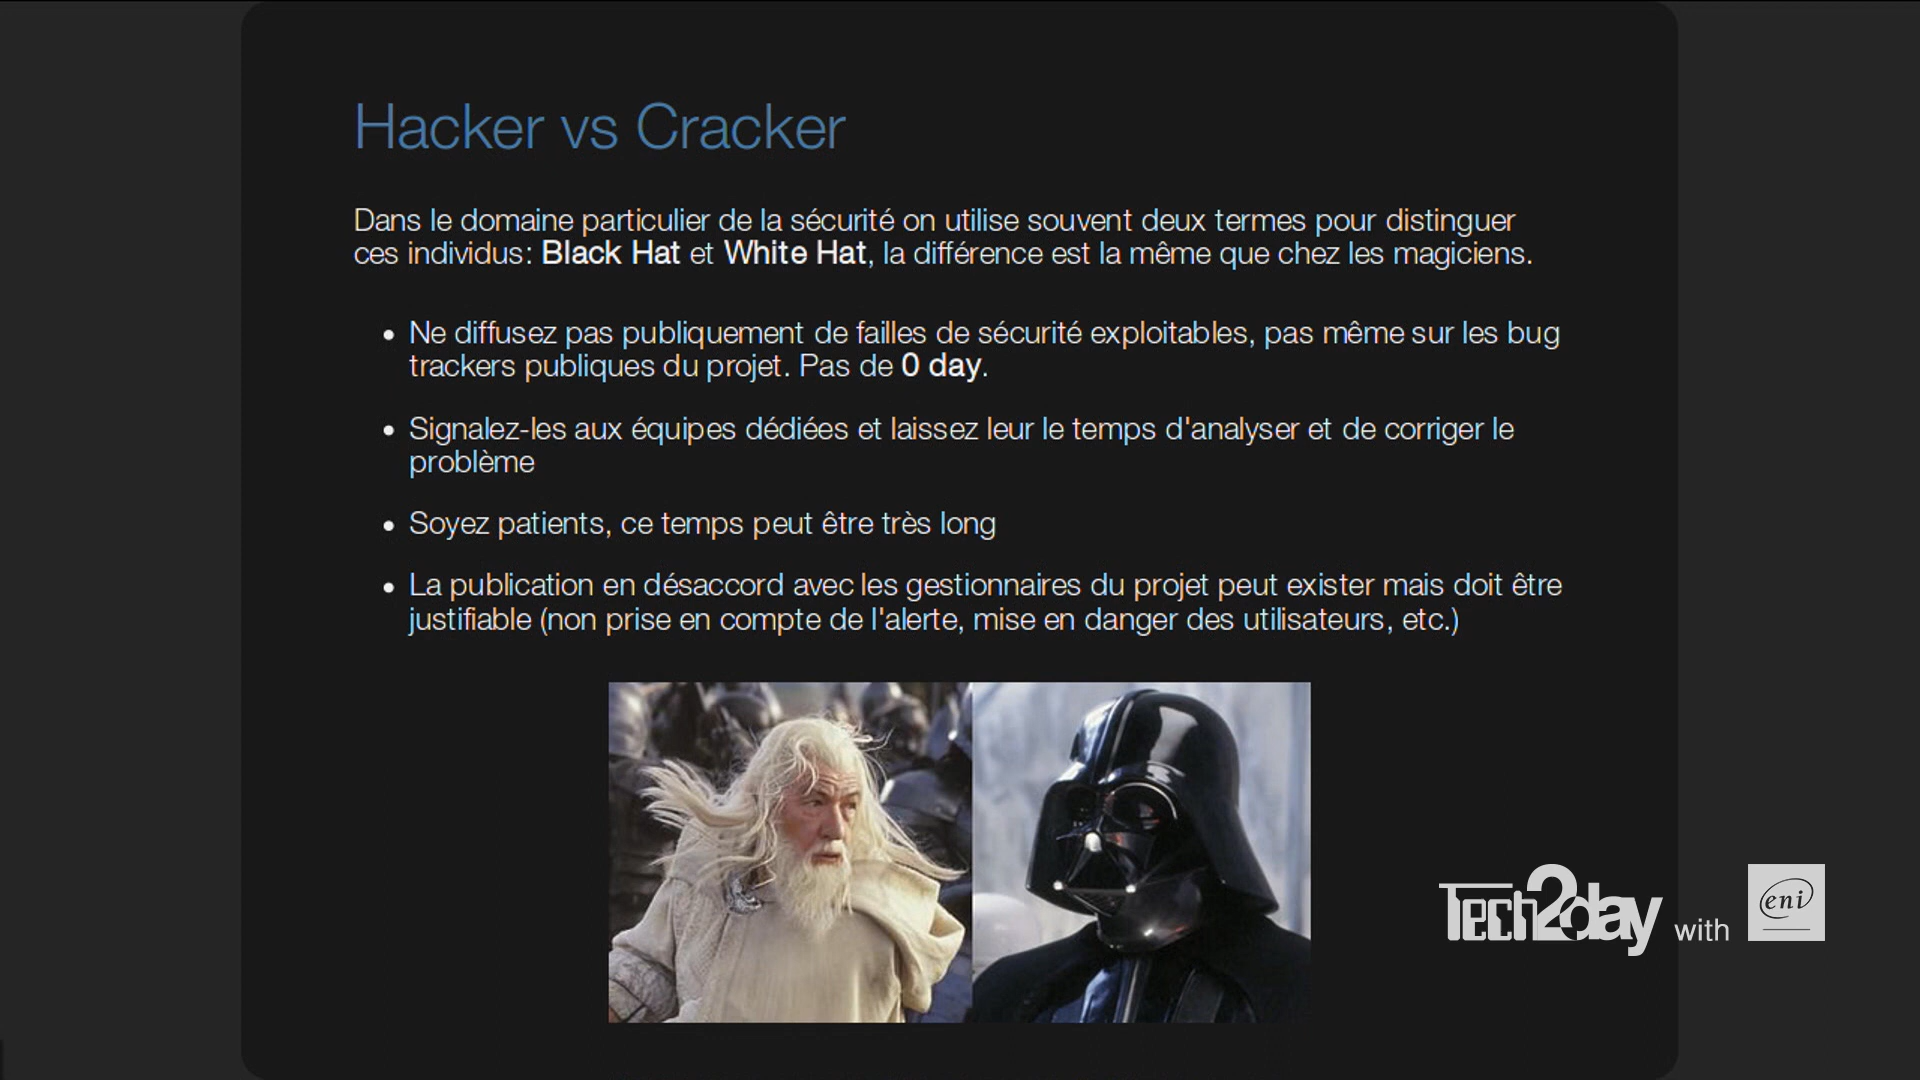 Hacker vs Cracker
Dans le domaine particulier de la sécurité on utilise souvent deux termes pour distinguer
ces individus: Black Hat et White Hat, la différence est la même que chez les magiciens.
• Ne diffusez pas publiquement de failles de sécurité exploitables, pas même sur les bug
trackers publiques du projet. Pas de 0 day.
• Signalez-les aux équipes dédiées et laissez leur le temps d'analyser et de corriger le
problème
• Soyez patients, ce temps peut être très long
• La publication en désaccord avec les gestionnaires du projet peut exister mais doit être
justifiable (non prise en compte de l'alerte, mise en danger des utilisateurs, etc.)
Tech2day with eni